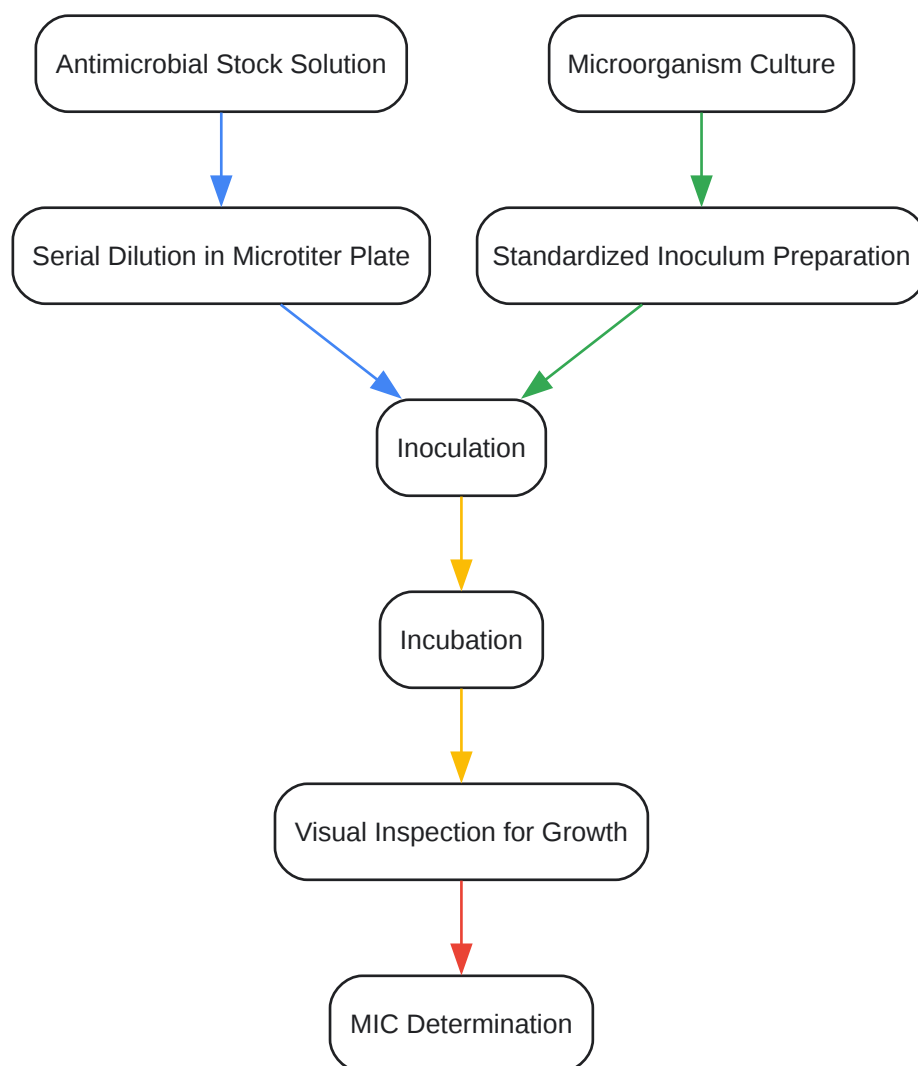 Antimicrobial Stock Solution
Microorganism Culture
Serial Dilution in Microtiter Plate
Standardized Inoculum Preparation
Inoculation
Incubation
Visual Inspection for Growth
MIC Determination